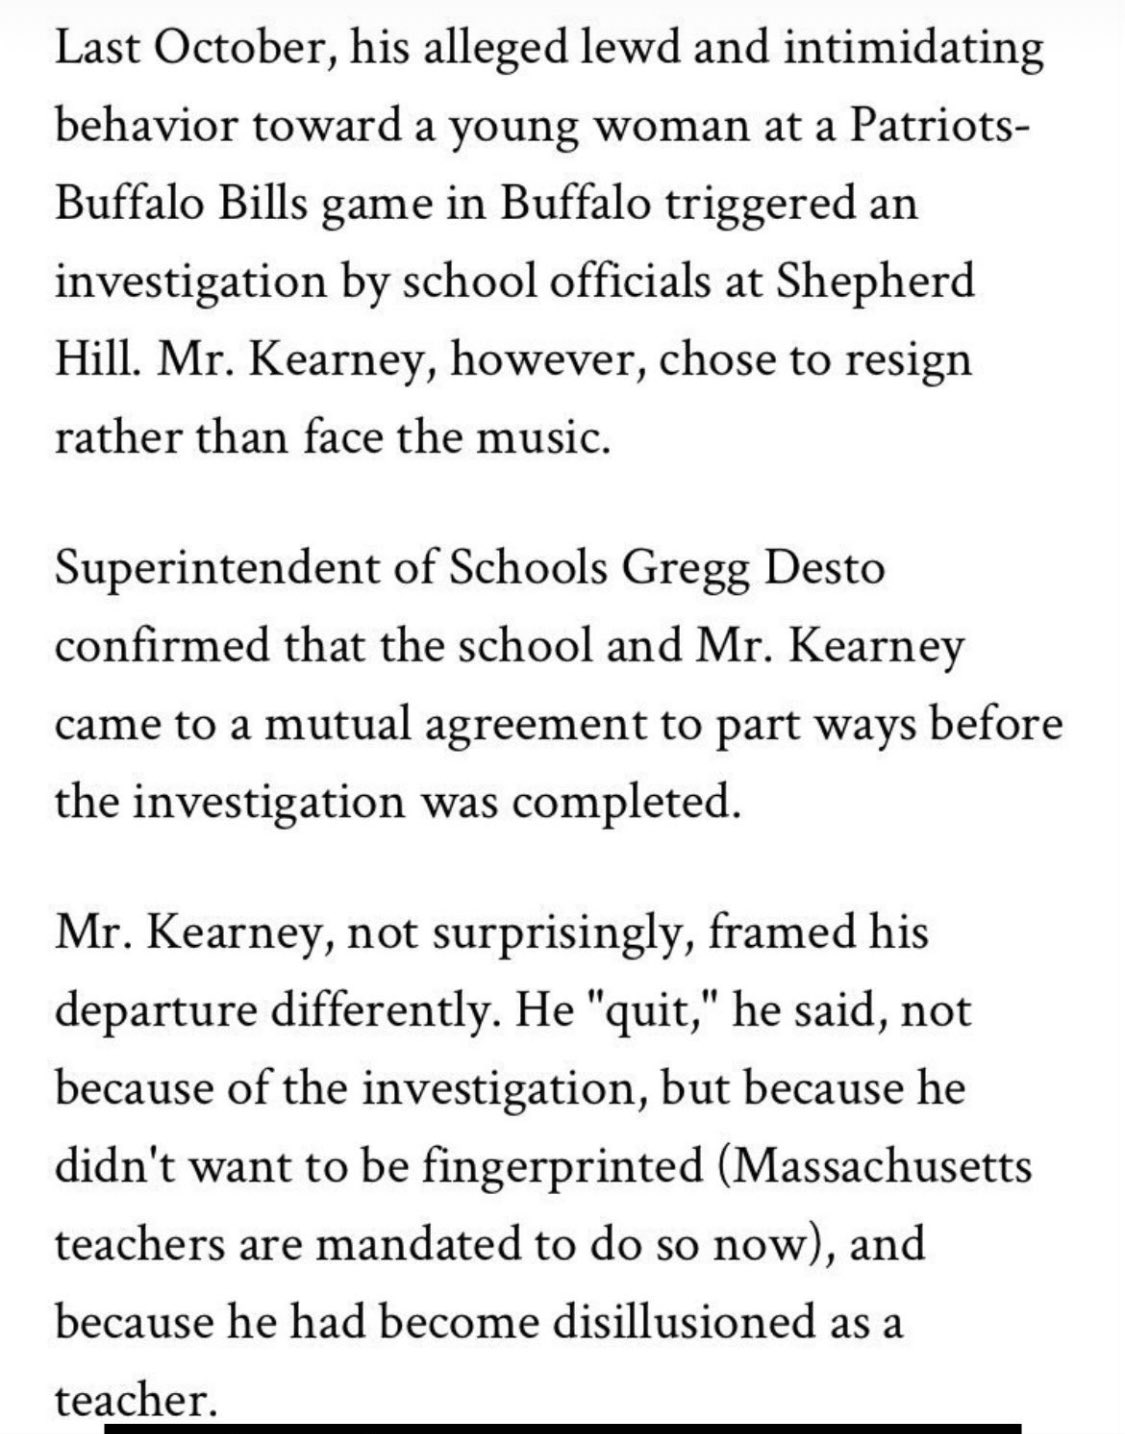 Last October, his alleged lewd and intimidating
behavior toward a young woman at a Patriots-
Buffalo Bills game in Buffalo triggered an
investigation by school officials at Shepherd
Hill. Mr. Kearney, however, chose to resign
rather than face the music.
Superintendent of Schools Gregg Desto
confirmed that the school and Mr. Kearney
came to a mutual agreement to part ways before
the investigation was completed.
Mr. Kearney, not surprisingly, framed his
departure differently. He "quit," he said, not
because of the investigation, but because he
didn't want to be fingerprinted (Massachusetts
teachers are mandated to do so now), and
because he had become disillusioned as a
teacher.